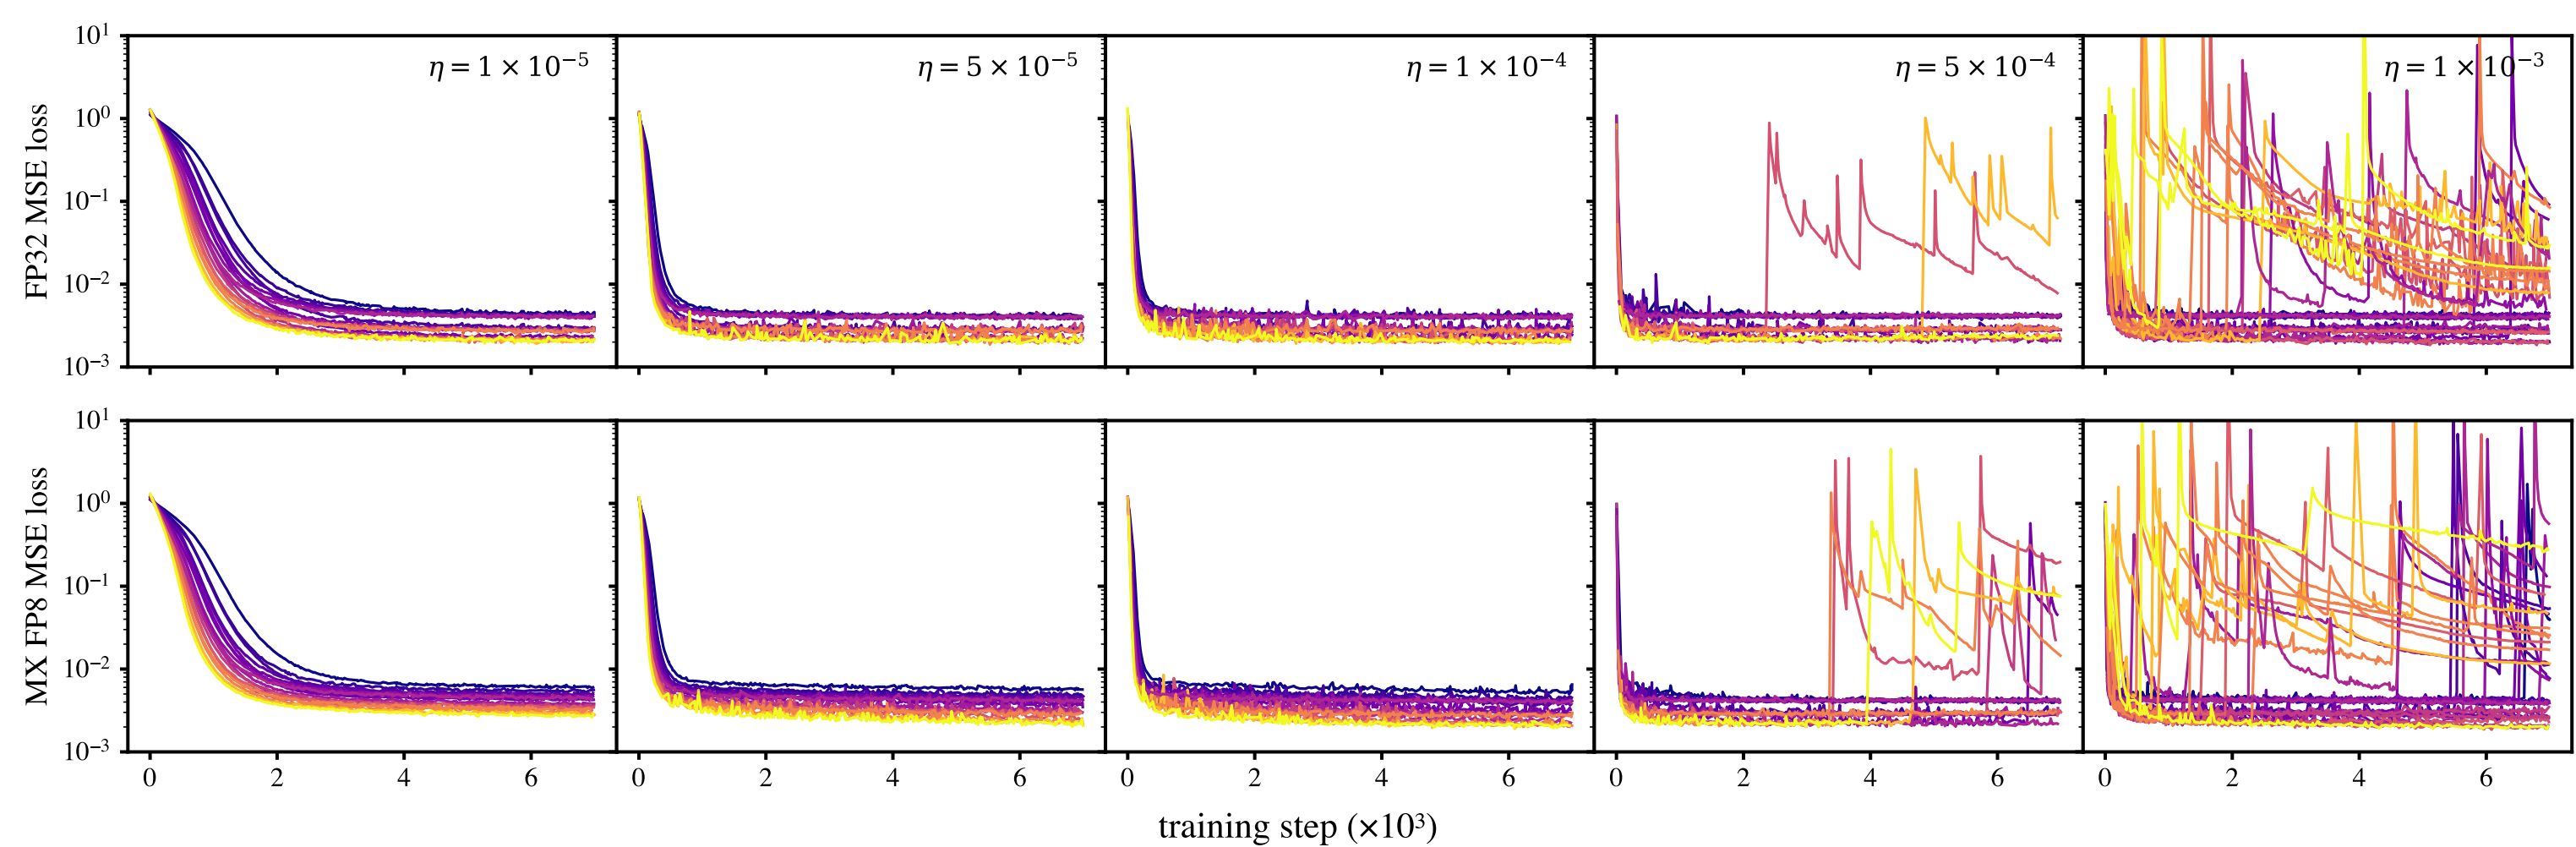 η = 1 × 10⁻⁵
η = 5 × 10⁻⁵
η = 1 × 10⁻⁴
η = 5 × 10⁻⁴
η = 1 × 10⁻³
FP32 MSE loss
10¹
10⁰
10⁻¹
10⁻²
10⁻³
MX FP8 MSE loss
10¹
10⁰
10⁻¹
10⁻²
10⁻³
0 2 4 6
0 2 4 6
0 2 4 6
0 2 4 6
0 2 4 6
training step (×10³)